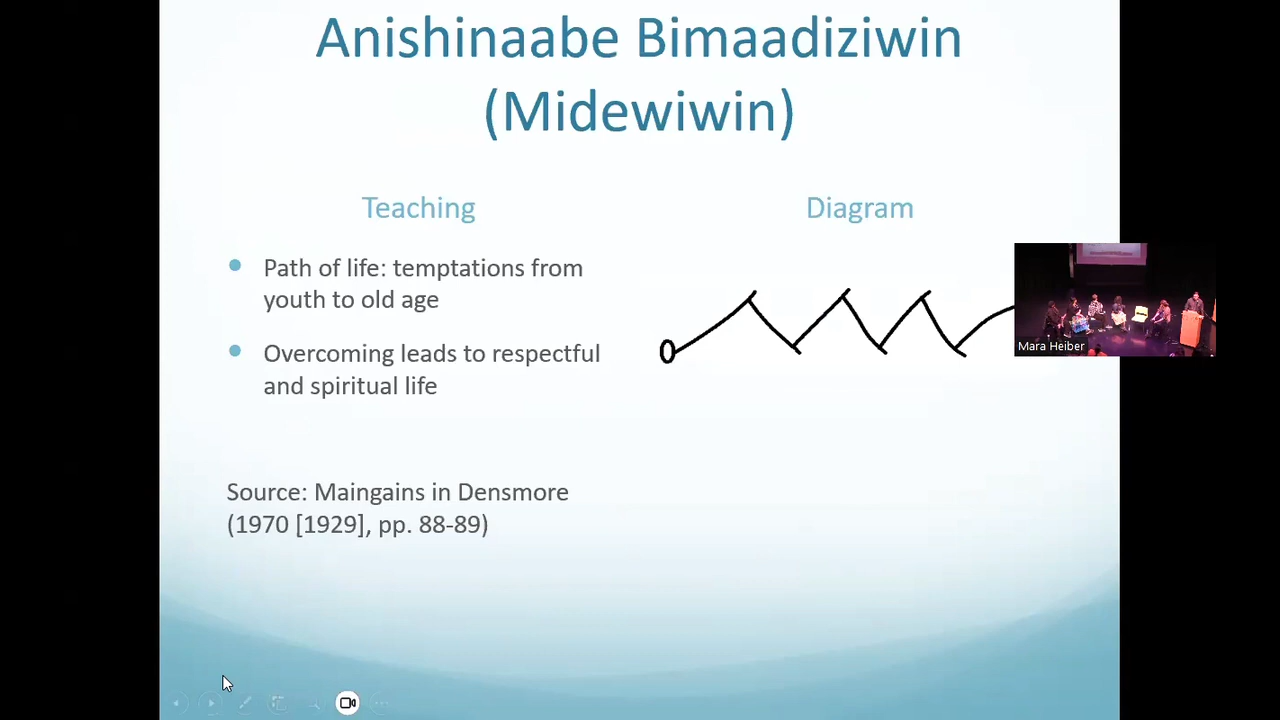 Anishinaabe Bimaadiziwin
(Midewiwin)
Teaching
Path of life: temptations from
youth to old age
Overcoming leads to respectful
and spiritual life
Source: Maingains in Densmore
(1970 [1929], pp. 88-89)
Diagram
Mara Heiber